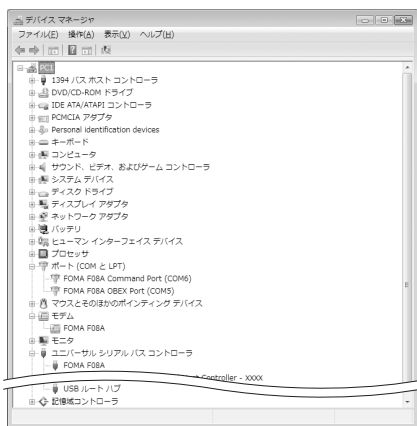 デバイス マネージャ
ファイル(F) 操作(A) 表示(V) ヘルプ(H)
PC1
1394 バス ホスト コントローラ
DVD/CD-ROM ドライブ
IDE ATA/ATAPI コントローラ
PCMCIA アダプタ
Personal identification devices
キーボード
コンピュータ
サウンド、ビデオ、およびゲーム コントローラ
システム デバイス
ディスク ドライブ
ディスプレイ アダプタ
ネットワーク アダプタ
バッテリ
ヒューマン インターフェイス デバイス
プロセッサ
ポート (COM と LPT)
FOMA F08A Command Port (COM6)
FOMA F08A OBEX Port (COM5)
マウスとそのほかのポインティング デバイス
モデム
FOMA F08A
モニタ
ユニバーサル シリアル バス コントローラ
FOMA F08A
Controller - XXXX
USB ルート ハブ
記憶域コントローラ